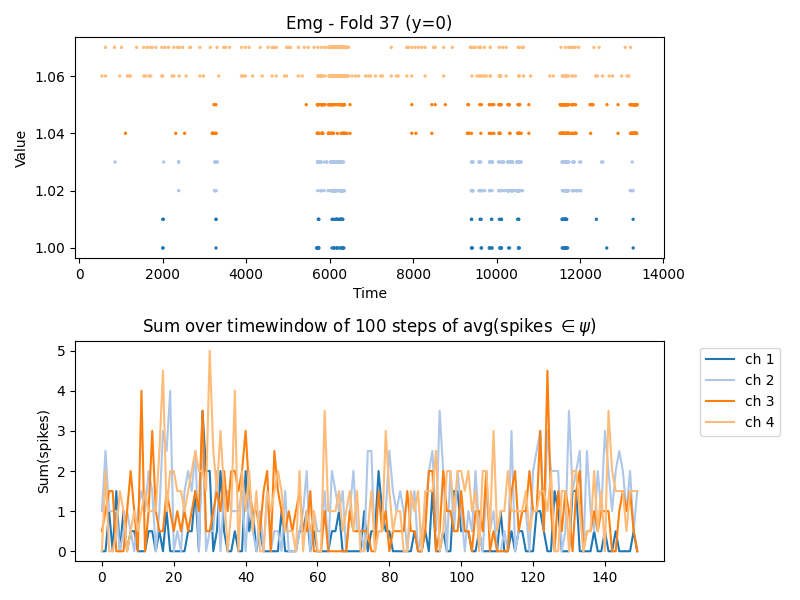 Emg - Fold 37 (y=0)
Value
1.06
1.04
1.02
1.00
0 2000 4000 6000 8000 10000 12000 14000
Time
Sum over timewindow of 100 steps of avg(spikes ∈ψ)
Sum(spikes)
5
4
3
2
1
0
0 20 40 60 80 100 120 140
ch 1
ch 2
ch 3
ch 4